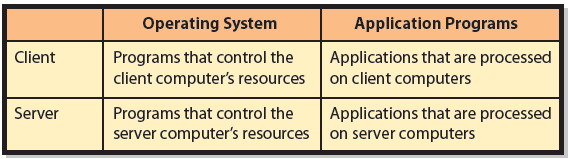 Operating System Application Programs
Client Programs that control the client computer’s resources Applications that are processed on client computers
Server Programs that control the server computer’s resources Applications that are processed on server computers